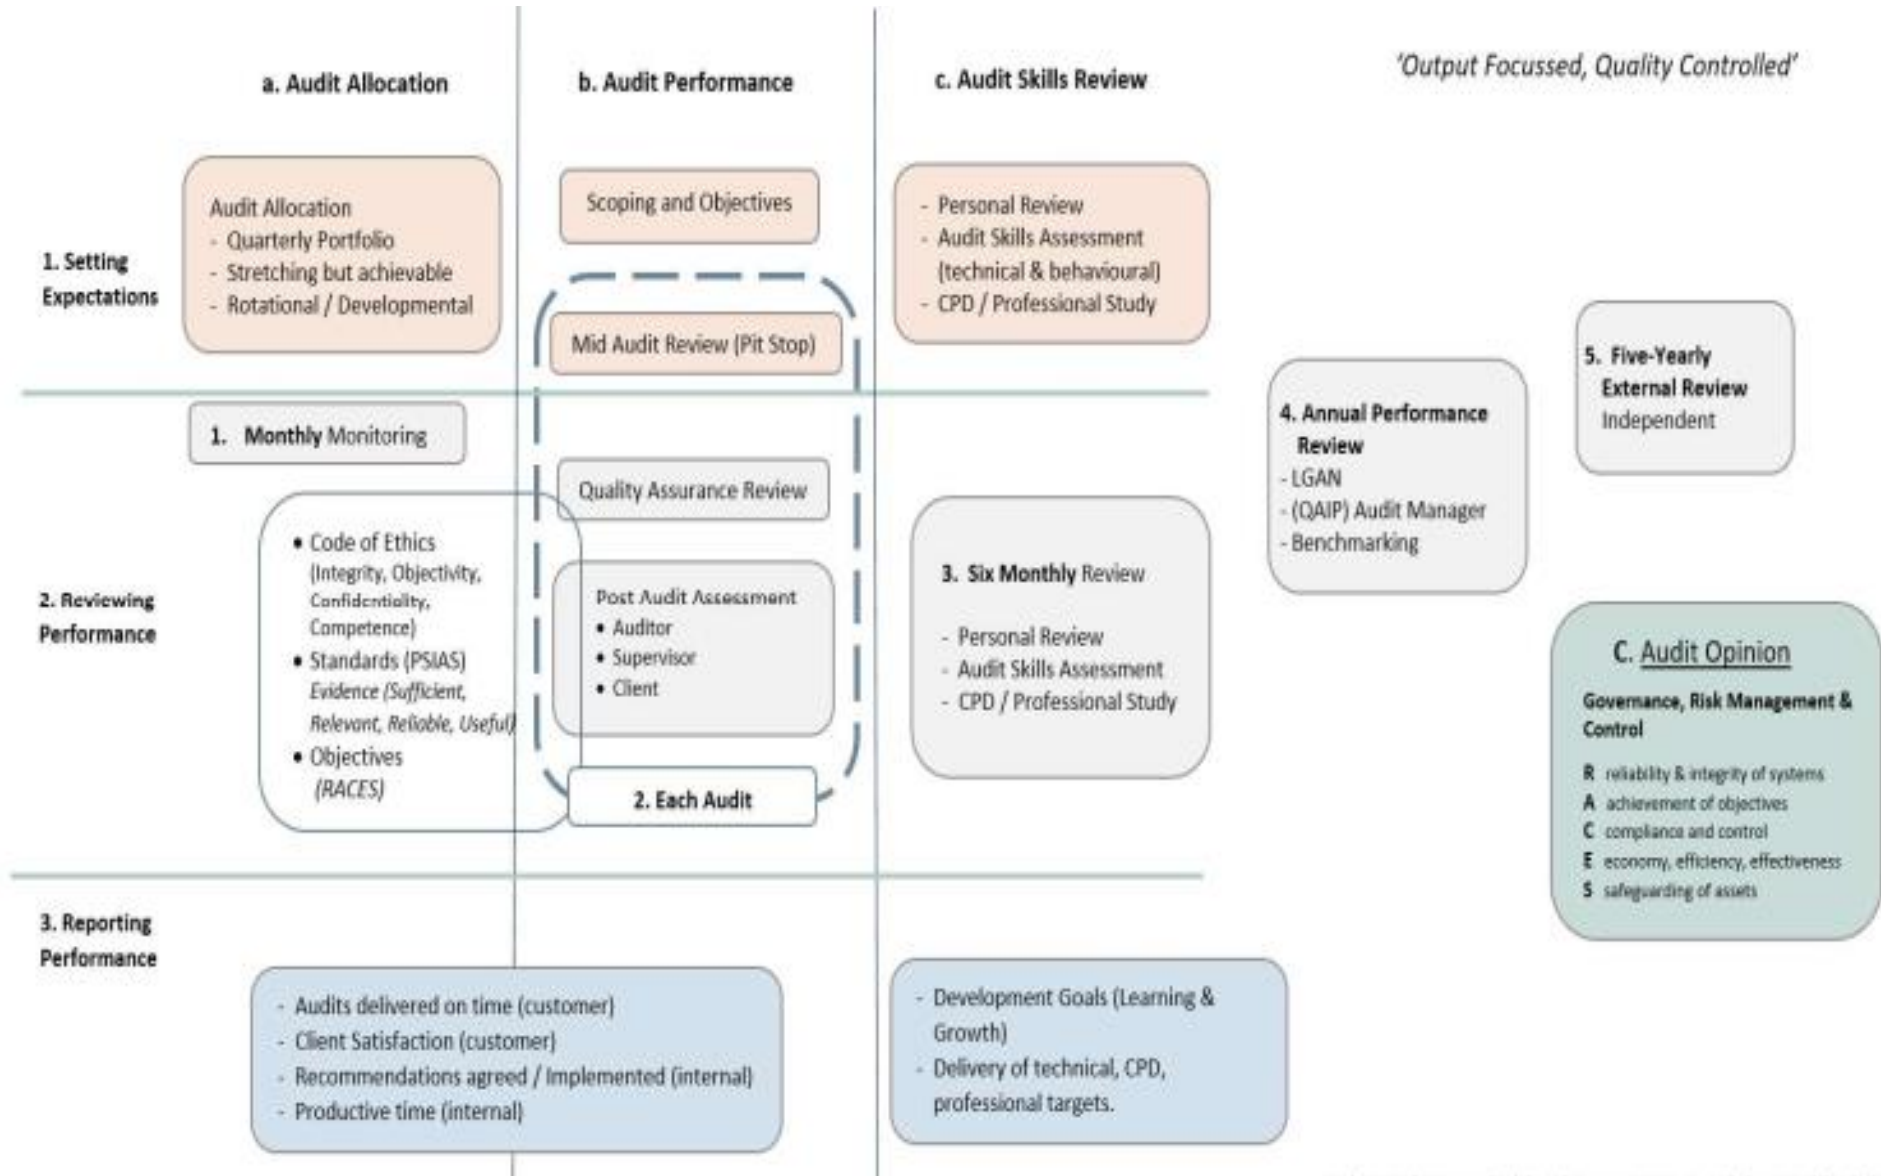 a. Audit Allocation
b. Audit Performance
c. Audit Skills Review
'Output Focussed, Quality Controlled'
1. Setting
Expectations
Audit Allocation
- Quarterly Portfolio
- Stretching but achievable
- Rotational / Developmental
Scoping and Objectives
Mid Audit Review (Pit Stop)
- Personal Review
- Audit Skills Assessment
(technical & behavioural)
- CPD / Professional Study
2. Reviewing
Performance
1. Monthly Monitoring
• Code of Ethics
(Integrity, Objectivity,
Confidentiality,
Competence)
• Standards (PSIAS)
Evidence (Sufficient,
Relevant, Reliable, Useful)
• Objectives
(RACES)
Quality Assurance Review
Post Audit Assessment
• Auditor
• Supervisor
• Client
2. Each Audit
3. Six Monthly Review
- Personal Review
- Audit Skills Assessment
- CPD / Professional Study
4. Annual Performance
Review
- LGAN
- (QAIP) Audit Manager
- Benchmarking
5. Five-Yearly
External Review
Independent
C. Audit Opinion
Governance, Risk Management &
Control
R reliability & integrity of systems
A achievement of objectives
C compliance and control
E economy, efficiency, effectiveness
S safeguarding of assets
3. Reporting
Performance
- Audits delivered on time (customer)
- Client Satisfaction (customer)
- Recommendations agreed / Implemented (internal)
- Productive time (internal)
- Development Goals (Learning &
Growth)
- Delivery of technical, CPD,
professional targets.